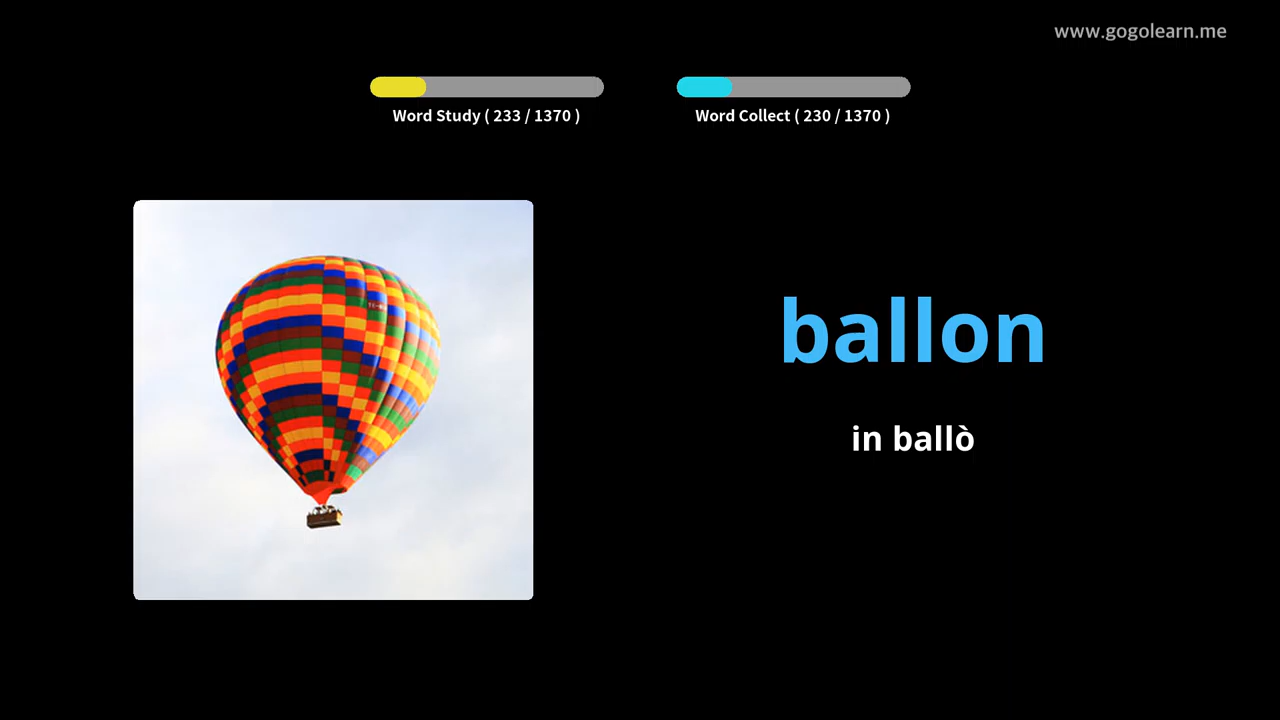 www.gogolearn.me
Word Study ( 233 / 1370 )
Word Collect ( 230 / 1370 )
ballon
in ballò